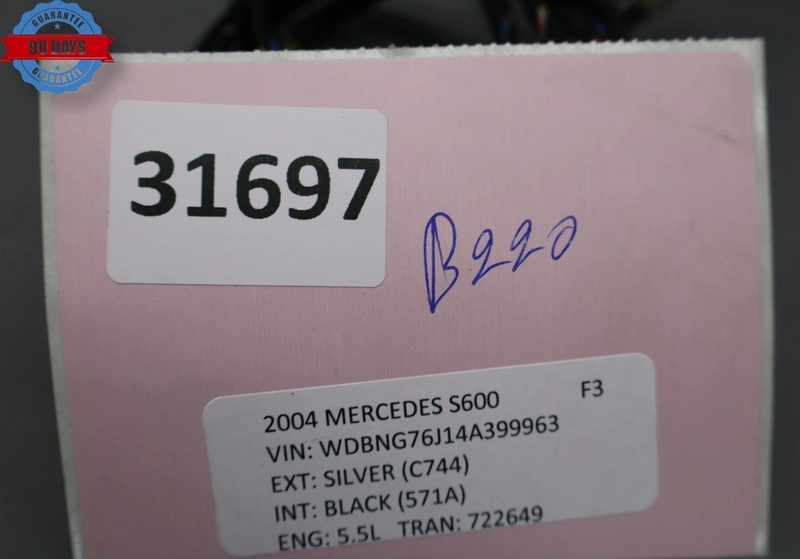 GUARANTEE
90 DAYS
GUARANTEE
31697
B220
2004 MERCEDES S600 F3
VIN: WDBNG76J14A399963
EXT: SILVER (C744)
INT: BLACK (571A)
ENG: 5.5L TRAN: 722649